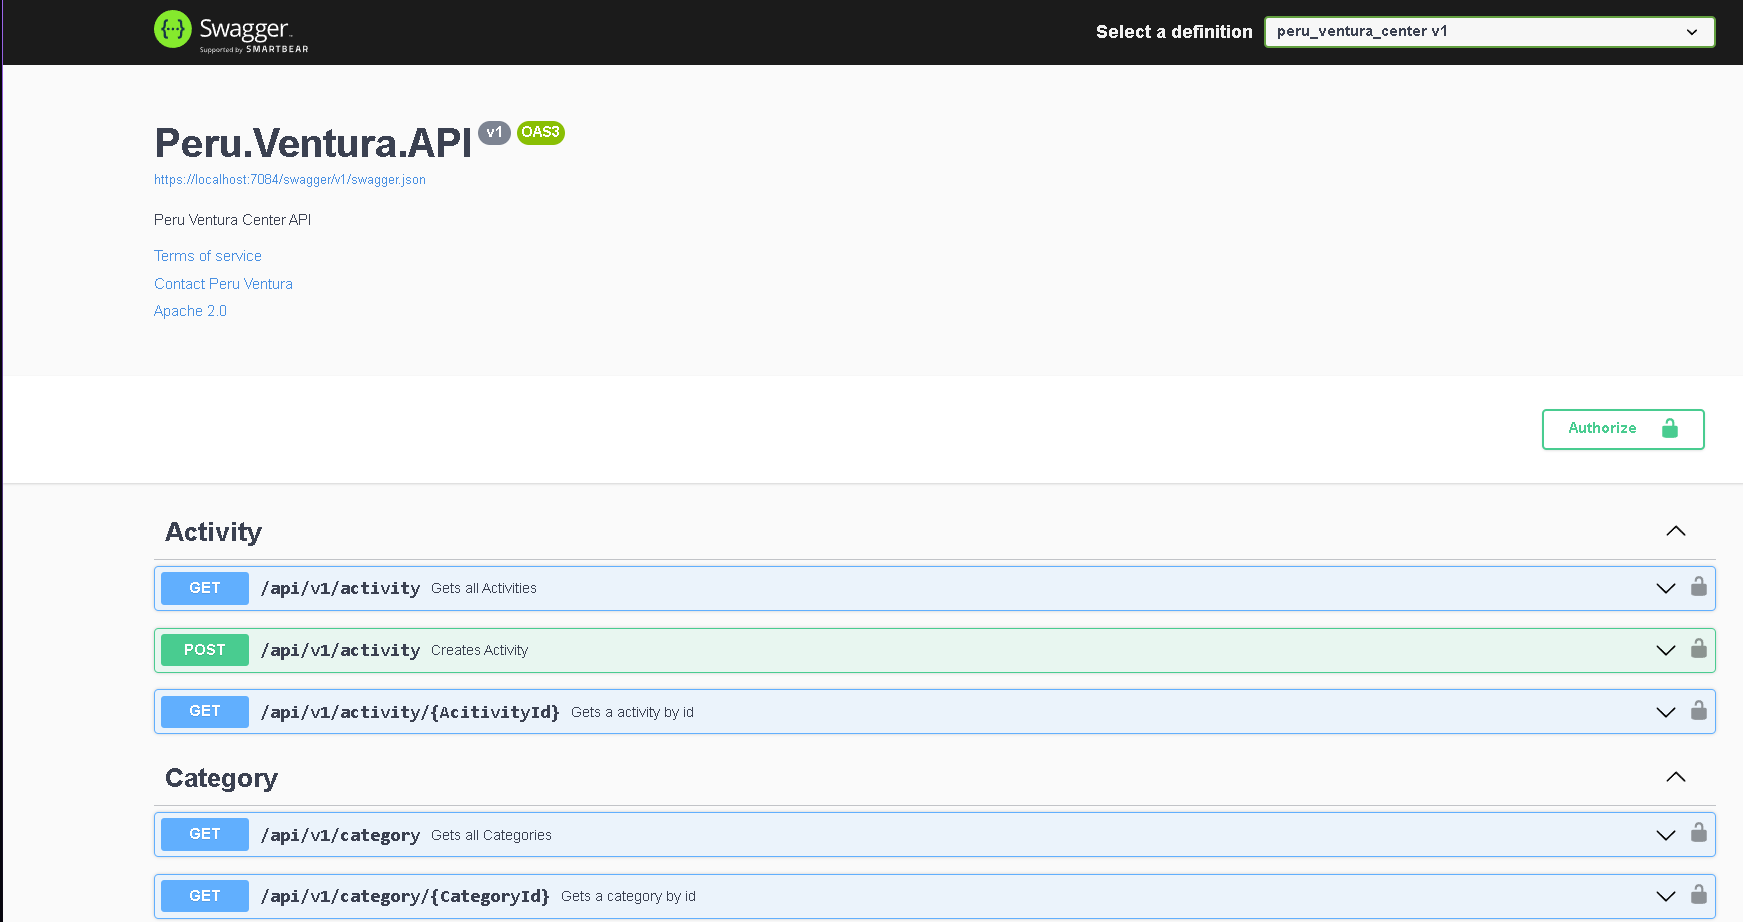 Swagger
Supported by SMARTBEAR
Select a definition
peru_ventura_center v1
Peru.Ventura.API v1 OAS3
https://localhost:7084/swagger/v1/swagger.json
Peru Ventura Center API
Terms of service
Contact Peru Ventura
Apache 2.0
Authorize
Activity
GET /api/v1/activity Gets all Activities
POST /api/v1/activity Creates Activity
GET /api/v1/activity/{AcitivityId} Gets a activity by id
Category
GET /api/v1/category Gets all Categories
GET /api/v1/category/{CategoryId} Gets a category by id